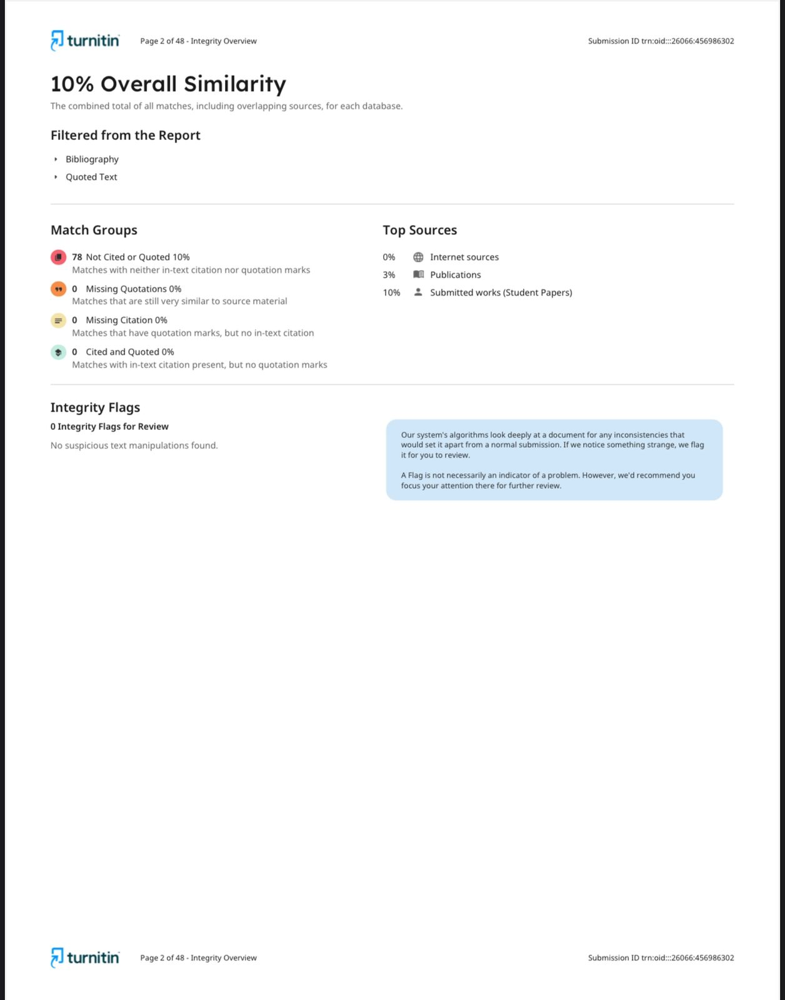 turnitin Page 2 of 48 - Integrity Overview Submission ID trn:oid:::26066:456986302
10% Overall Similarity
The combined total of all matches, including overlapping sources, for each database.
Filtered from the Report
Bibliography
Quoted Text
Match Groups
78 Not Cited or Quoted 10%
Matches with neither in-text citation nor quotation marks
0 Missing Quotations 0%
Matches that are still very similar to source material
0 Missing Citation 0%
Matches that have quotation marks, but no in-text citation
0 Cited and Quoted 0%
Matches with in-text citation present, but no quotation marks
Top Sources
0% Internet sources
3% Publications
10% Submitted works (Student Papers)
Integrity Flags
0 Integrity Flags for Review
No suspicious text manipulations found.
Our system's algorithms look deeply at a document for any inconsistencies that
would set it apart from a normal submission. If we notice something strange, we flag
it for you to review.
A Flag is not necessarily an indicator of a problem. However, we'd recommend you
focus your attention there for further review.
turnitin Page 2 of 48 - Integrity Overview Submission ID trn:oid:::26066:456986302